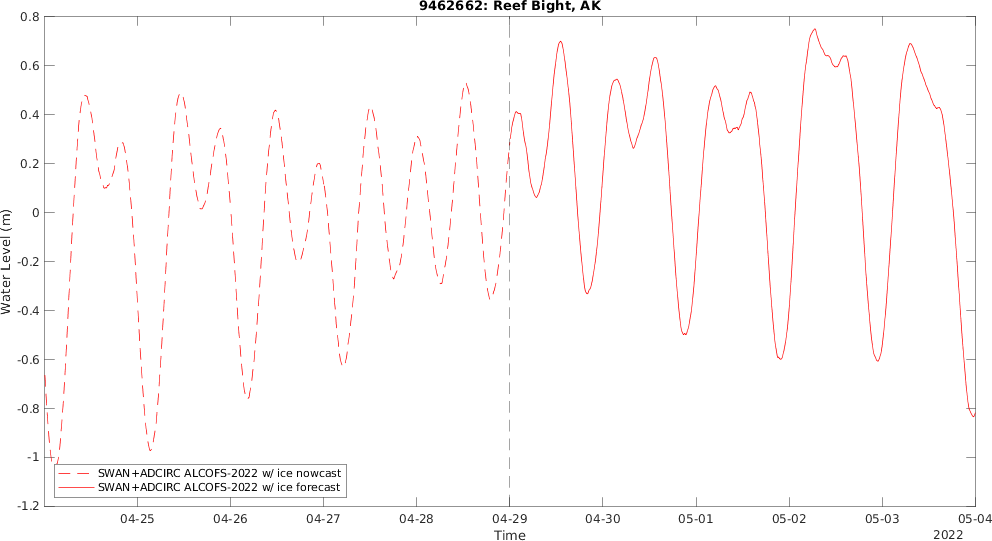 9462662: Reef Bight, AK
0.8
0.6
0.4
0.2
0
-0.2
-0.4
-0.6
-0.8
-1
-1.2
Water Level (m)
SWAN+ADCIRC ALCOFS-2022 w/ ice nowcast
SWAN+ADCIRC ALCOFS-2022 w/ ice forecast
04-25 04-26 04-27 04-28 04-29 04-30 05-01 05-02 05-03 05-04
Time
2022